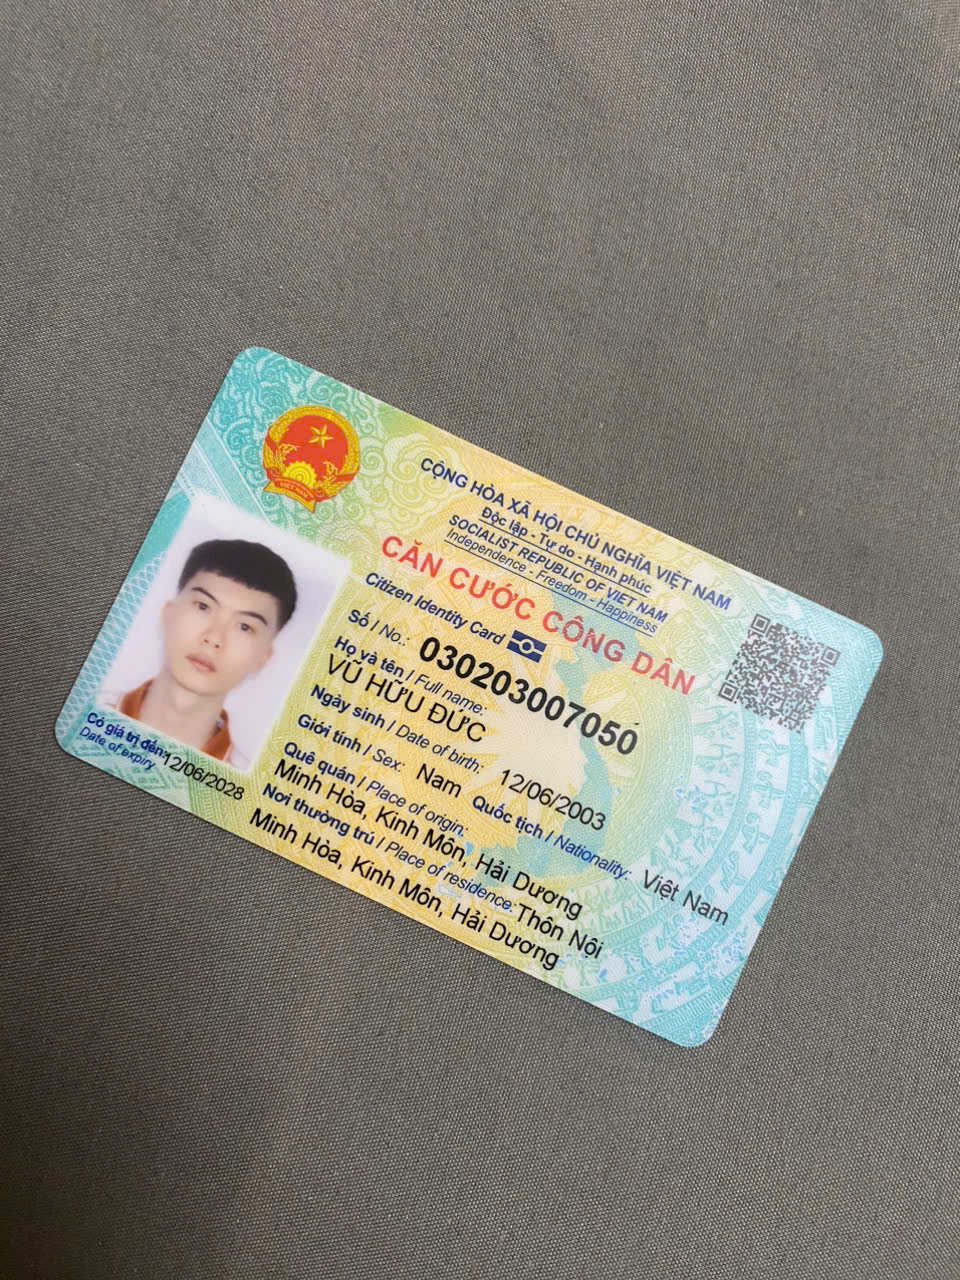 CỘNG HÒA XÃ HỘI CHỦ NGHĨA VIỆT NAM
Độc lập - Tự do - Hạnh phúc
SOCIALIST REPUBLIC OF VIET NAM
Independence - Freedom - Happiness
CĂN CƯỚC CÔNG DÂN
Citizen Identity Card
Số / No.: 030203007050
Họ và tên / Full name:
VŨ HỮU ĐỨC
Ngày sinh / Date of birth: 12/06/2003
Giới tính / Sex: Nam Quốc tịch / Nationality: Việt Nam
Quê quán / Place of origin:
Minh Hòa, Kinh Môn, Hải Dương
Nơi thường trú / Place of residence: Thôn Nội
Minh Hòa, Kinh Môn, Hải Dương
Có giá trị đến: 12/06/2028
Date of expiry
VIỆT NAM